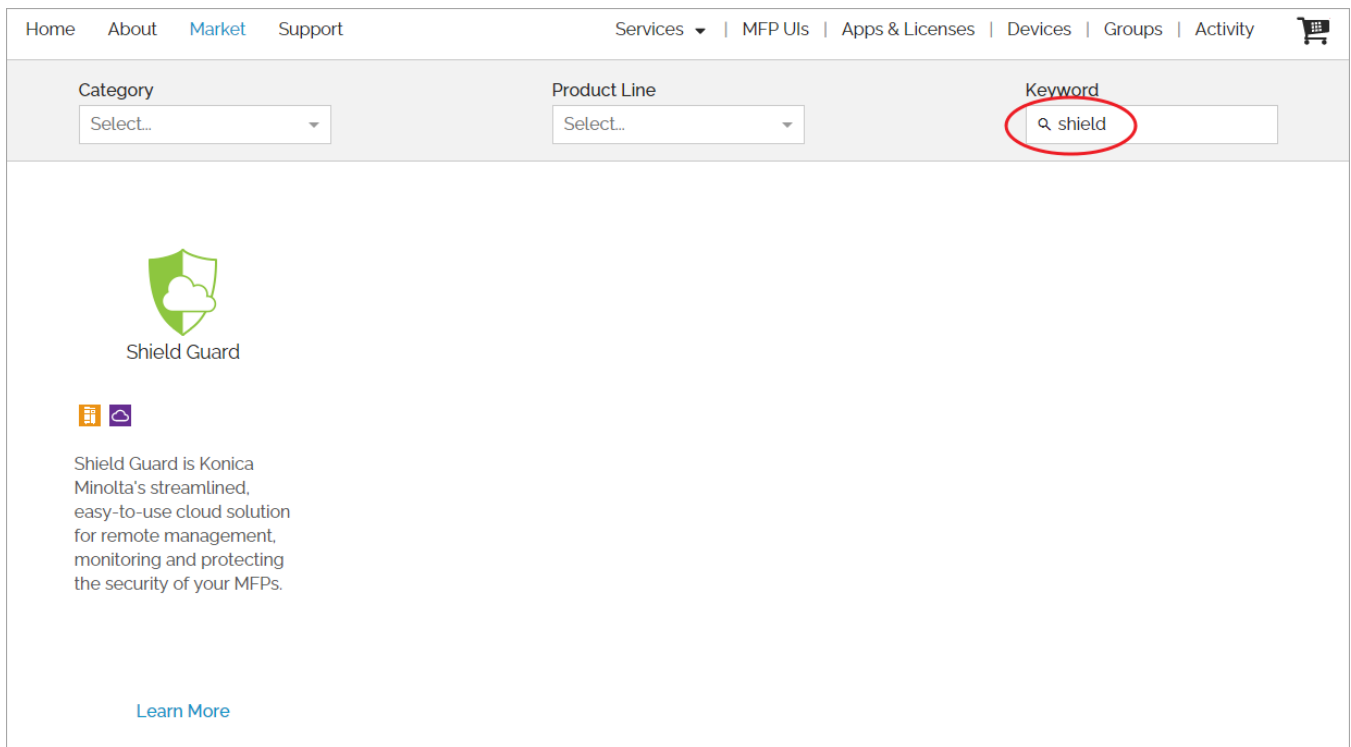 Home About Market Support Services | MFP UIs | Apps & Licenses | Devices | Groups | Activity
Category Product Line Keyword
Select... Select... shield
Shield Guard
Shield Guard is Konica
Minolta's streamlined,
easy-to-use cloud solution
for remote management,
monitoring and protecting
the security of your MFPs.
Learn More